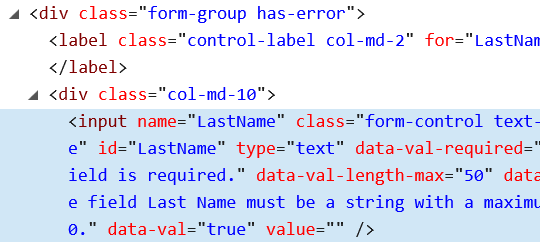 <div class="form-group has-error">
<label class="control-label col-md-2" for="LastNam
</label>
<div class="col-md-10">
<input name="LastName" class="form-control text-
e" id="LastName" type="text" data-val-required="
ield is required." data-val-length-max="50" data
e field Last Name must be a string with a maximu
0." data-val="true" value="" />